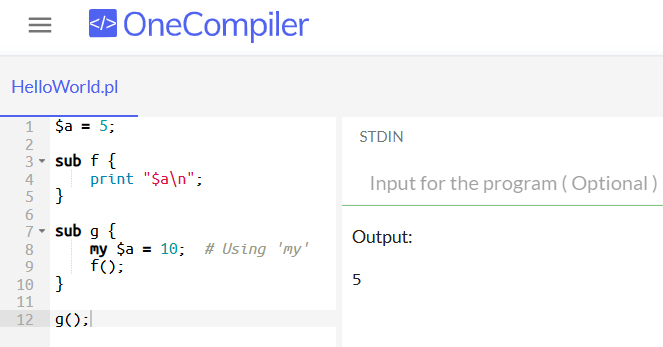 </> OneCompiler
HelloWorld.pl
1 $a = 5;
2
3 sub f {
4     print "$a\n";
5 }
6
7 sub g {
8     my $a = 10;  # Using 'my'
9     f();
10 }
11
12 g();
STDIN
Input for the program ( Optional )
Output:
5